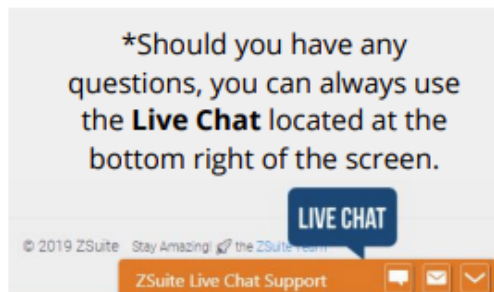 *Should you have any
questions, you can always use
the Live Chat located at the
bottom right of the screen.
LIVE CHAT
© 2019 ZSuite Stay Amazing! the ZSuite Team
ZSuite Live Chat Support